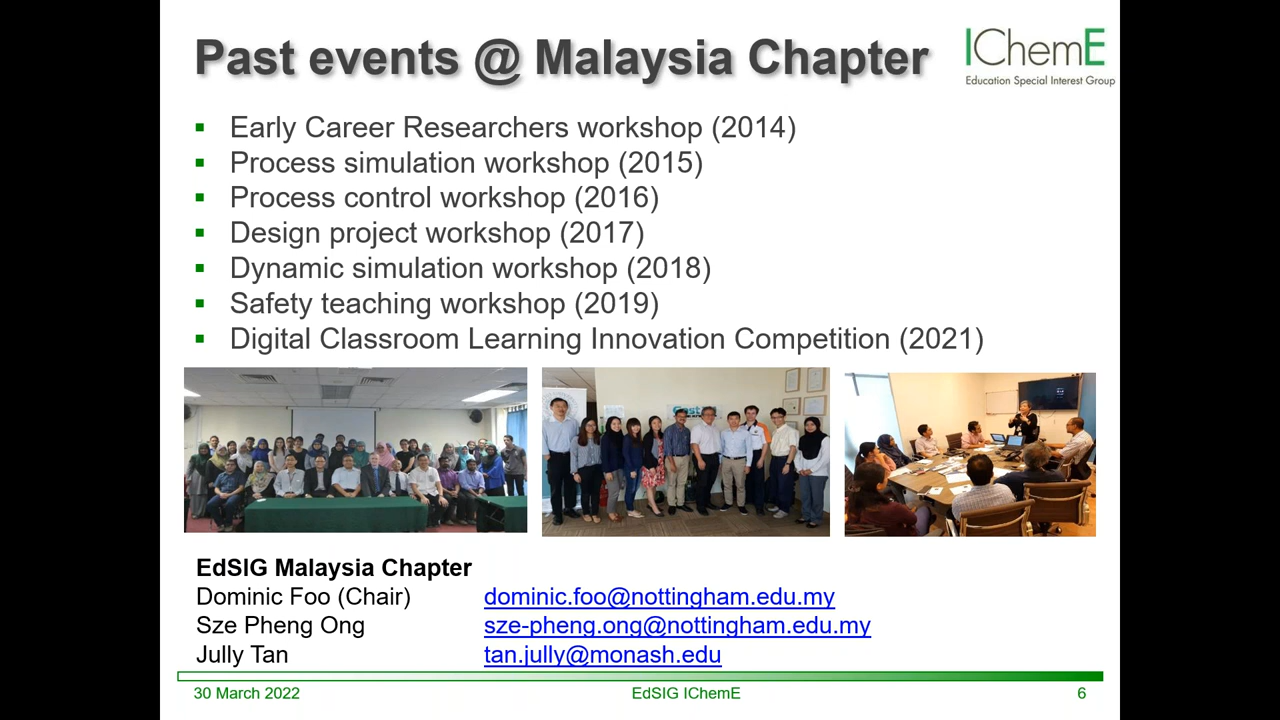 Past events @ Malaysia Chapter
IChemE
Education Special Interest Group
▪ Early Career Researchers workshop (2014)
▪ Process simulation workshop (2015)
▪ Process control workshop (2016)
▪ Design project workshop (2017)
▪ Dynamic simulation workshop (2018)
▪ Safety teaching workshop (2019)
▪ Digital Classroom Learning Innovation Competition (2021)
EdSIG Malaysia Chapter
Dominic Foo (Chair) dominic.foo@nottingham.edu.my
Sze Pheng Ong sze-pheng.ong@nottingham.edu.my
Jully Tan tan.jully@monash.edu
30 March 2022 EdSIG IChemE 6